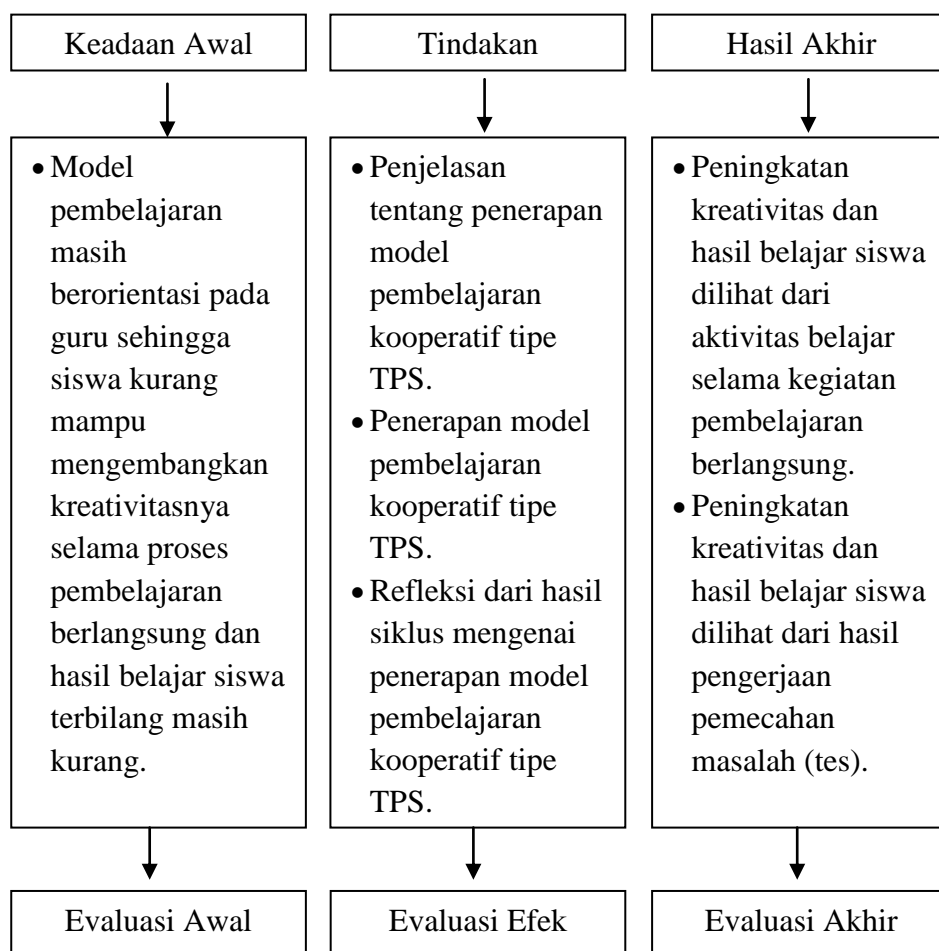 Keadaan Awal
Tindakan
Hasil Akhir
• Model
pembelajaran
masih
berorientasi pada
guru sehingga
siswa kurang
mampu
mengembangkan
kreativitasnya
selama proses
pembelajaran
berlangsung dan
hasil belajar siswa
terbilang masih
kurang.
• Penjelasan
tentang penerapan
model
pembelajaran
kooperatif tipe
TPS.
• Penerapan model
pembelajaran
kooperatif tipe
TPS.
• Refleksi dari hasil
siklus mengenai
penerapan model
pembelajaran
kooperatif tipe
TPS.
• Peningkatan
kreativitas dan
hasil belajar siswa
dilihat dari
aktivitas belajar
selama kegiatan
pembelajaran
berlangsung.
• Peningkatan
kreativitas dan
hasil belajar siswa
dilihat dari hasil
pengerjaan
pemecahan
masalah (tes).
Evaluasi Awal
Evaluasi Efek
Evaluasi Akhir